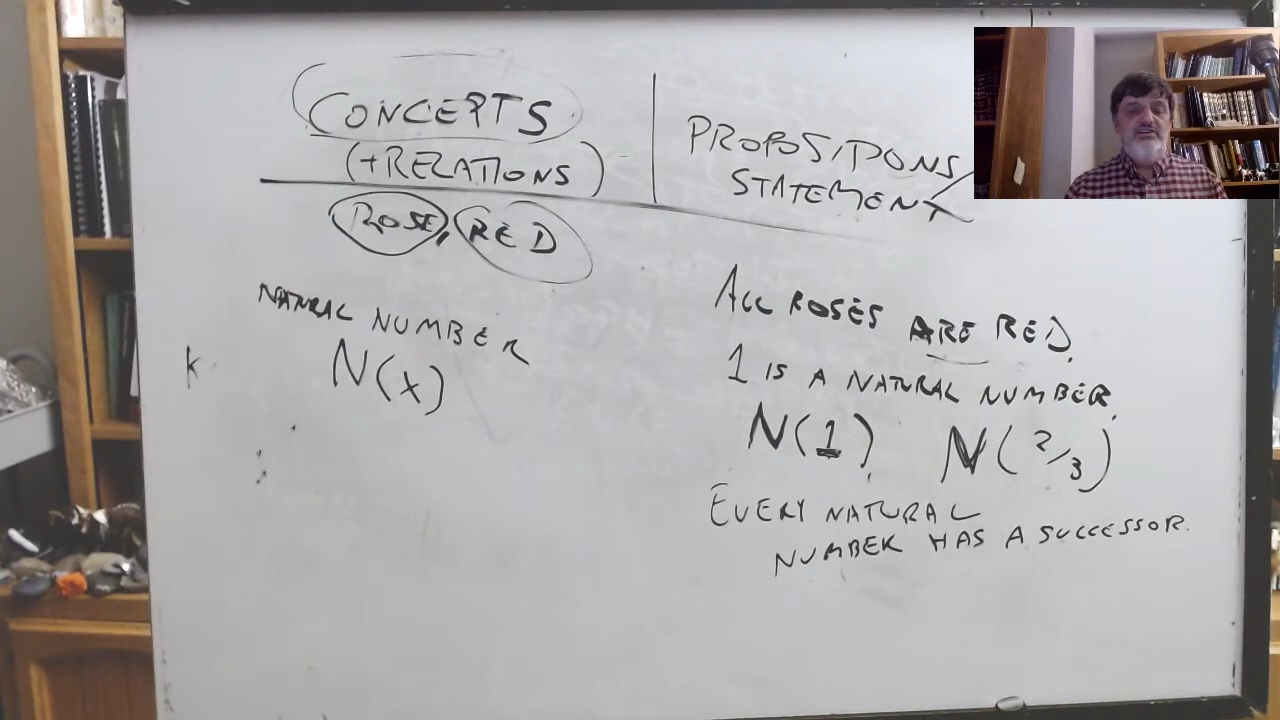 CONCEPTS
(+RELATIONS)
ROSE, RED
NATURAL NUMBER
N(x)
K
PROPOSITIONS
STATEMENT
ALL ROSES ARE RED.
1 IS A NATURAL NUMBER.
N(1) N(2/3)
EVERY NATURAL
NUMBER HAS A SUCCESSOR.